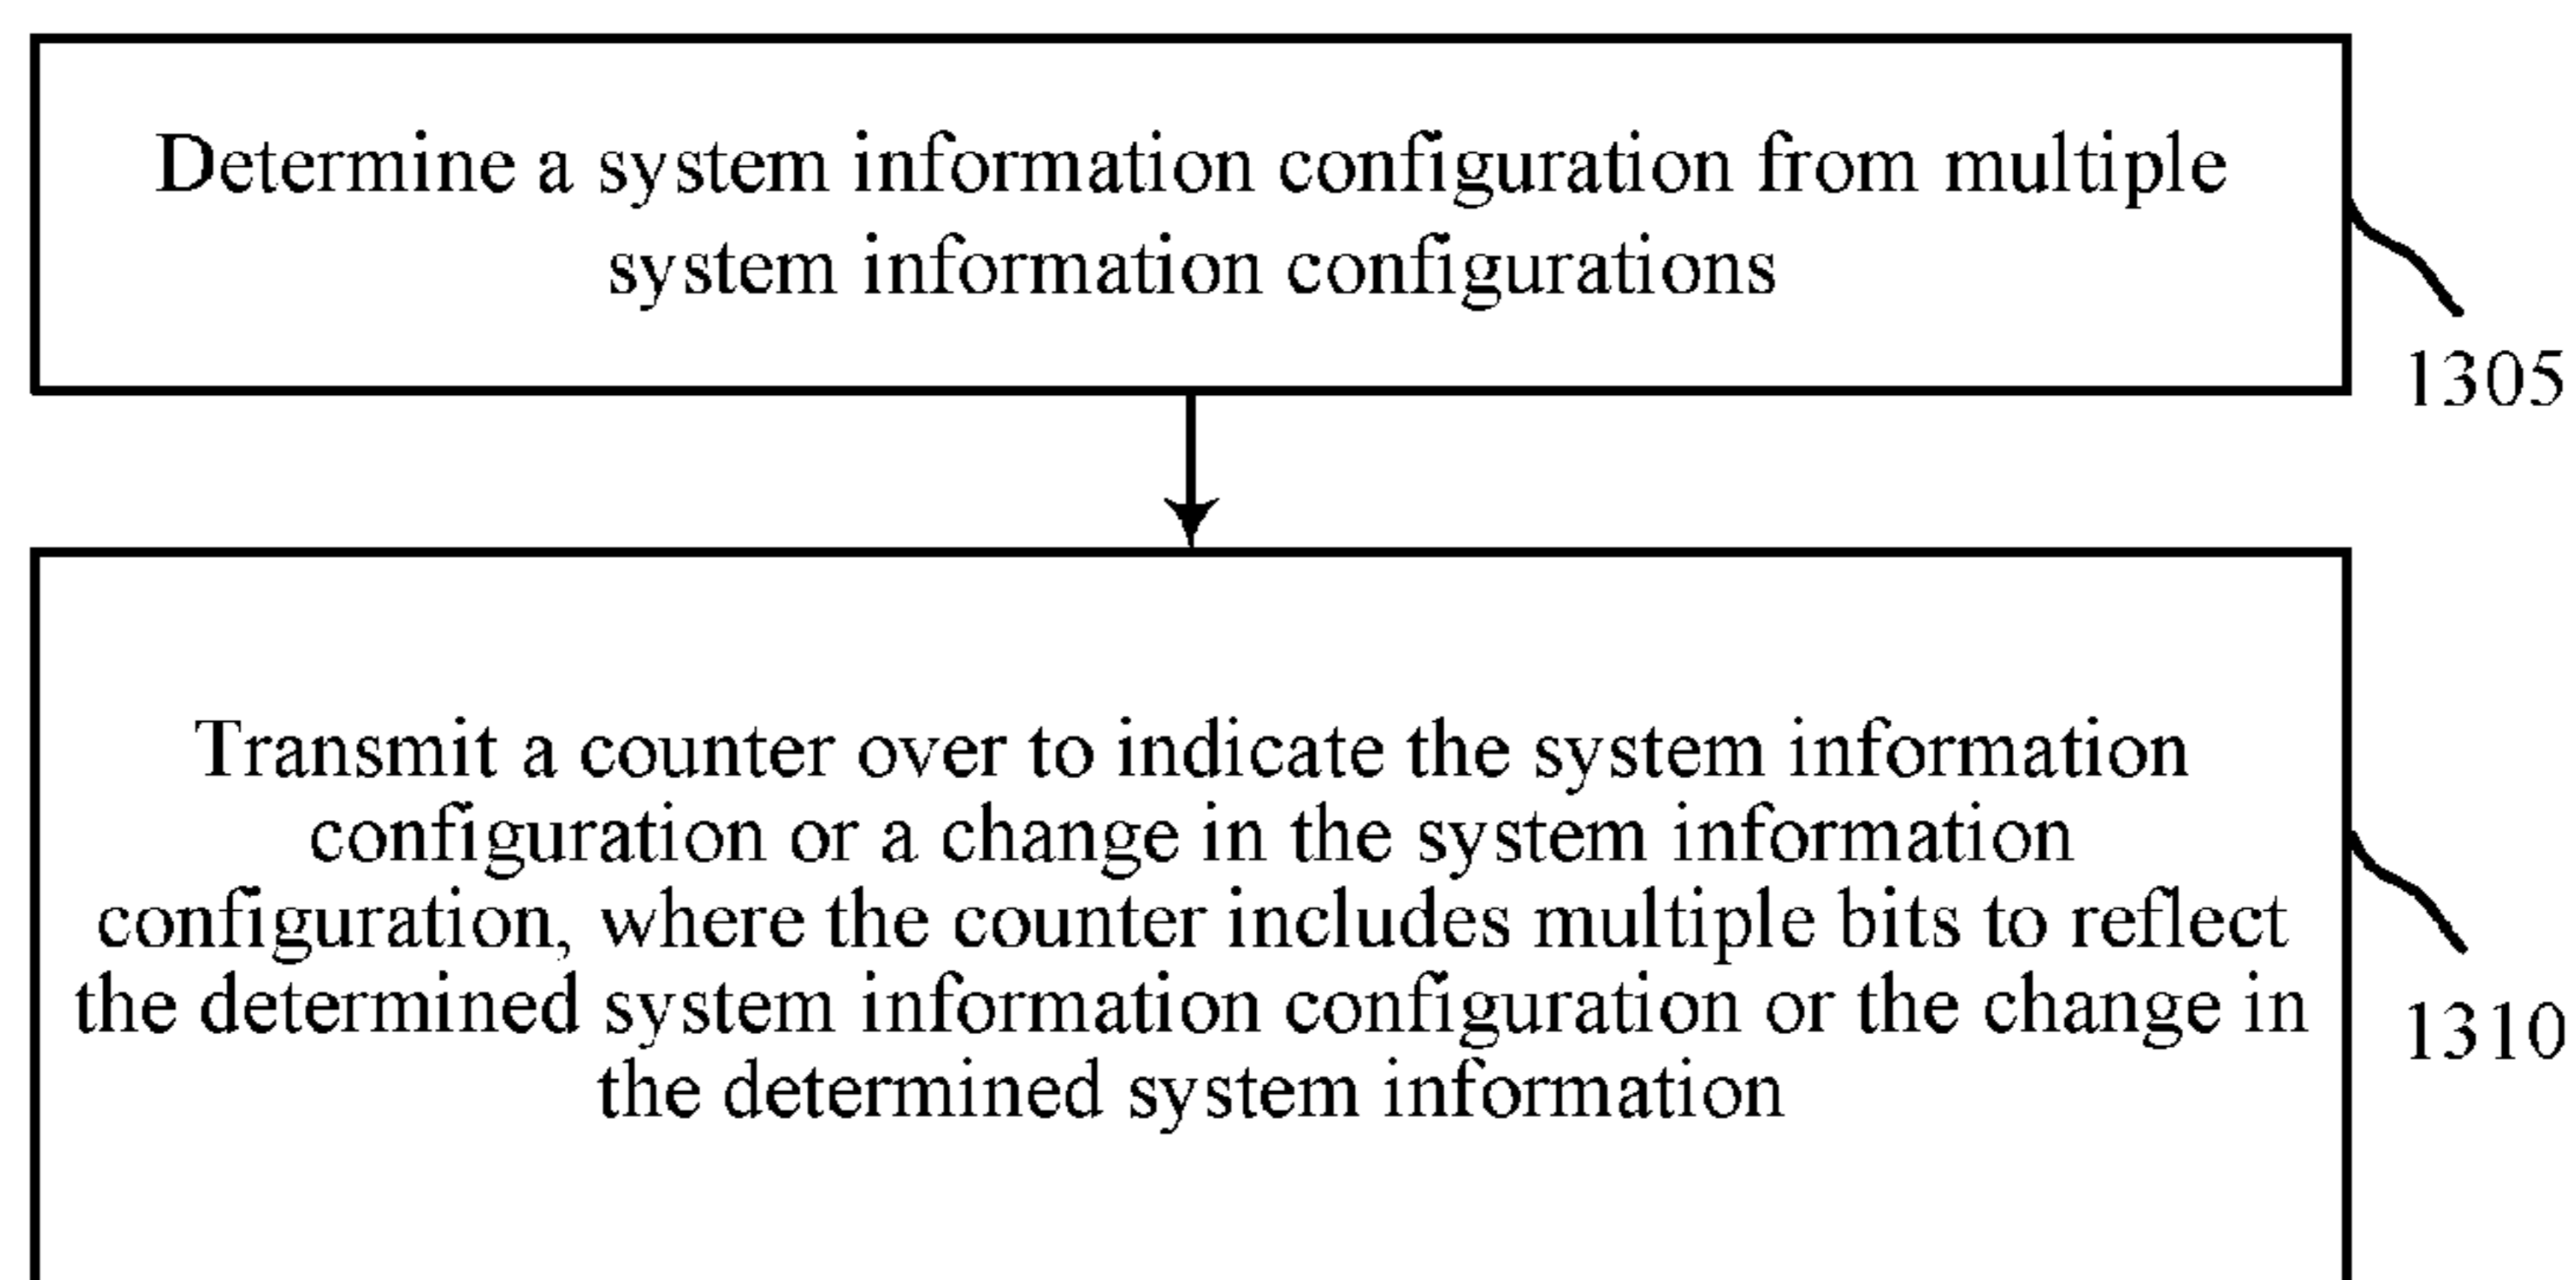 Determine a system information configuration from multiple
system information configurations
1305
Transmit a counter over to indicate the system information
configuration or a change in the system information
configuration, where the counter includes multiple bits to reflect
the determined system information configuration or the change in
the determined system information
1310